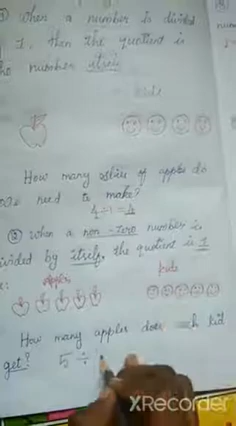 ① when a number is divided
1, then the quotient is
the number itself
kids
How many slices of apples do
we need to make?
4/1 ÷ 1 = 4
② when a non-zero number is
divided by itself, the quotient is 1
apples kids
How many apples does kid
get? 5 ÷
XRecorder